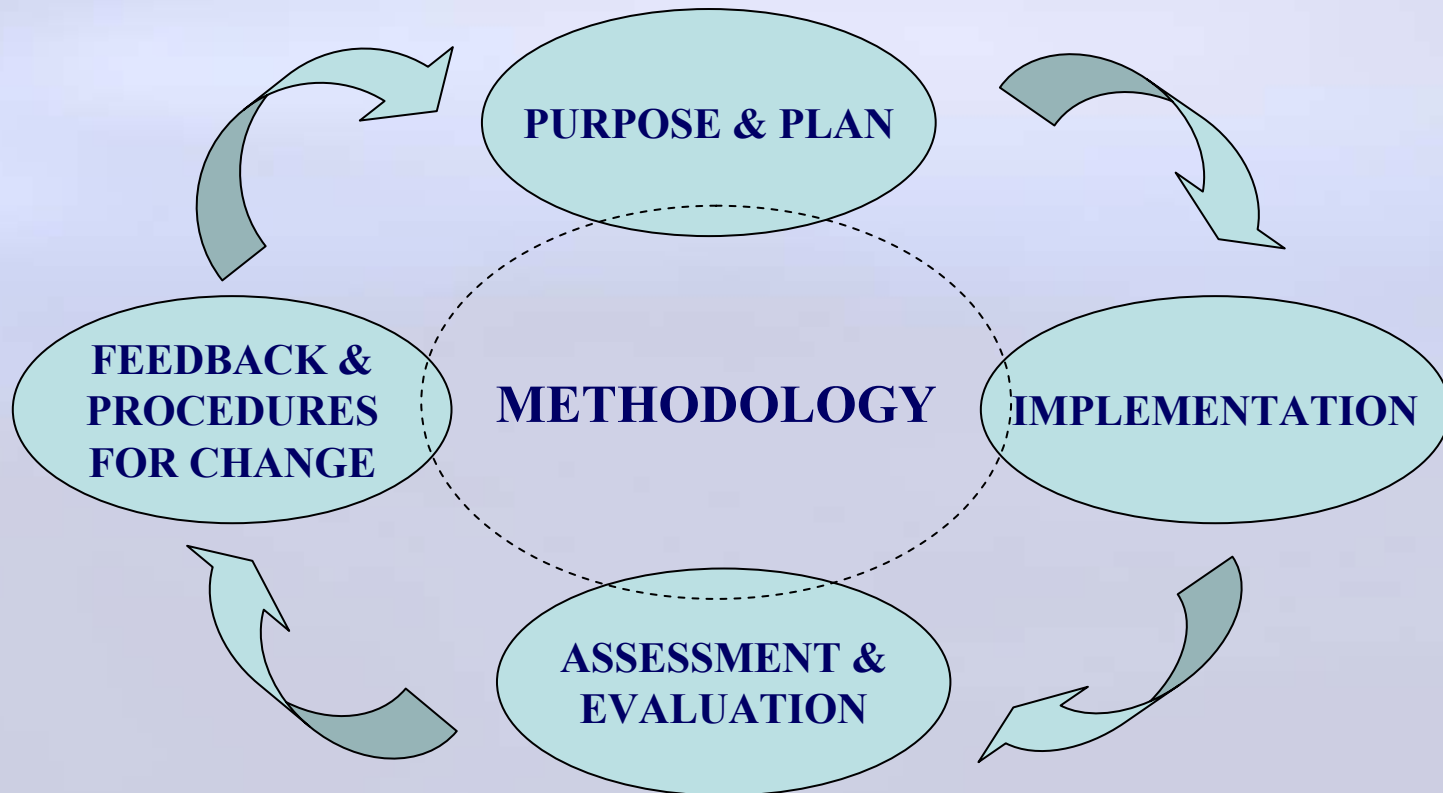 PURPOSE & PLAN
FEEDBACK &
PROCEDURES
FOR CHANGE
METHODOLOGY
IMPLEMENTATION
ASSESSMENT &
EVALUATION